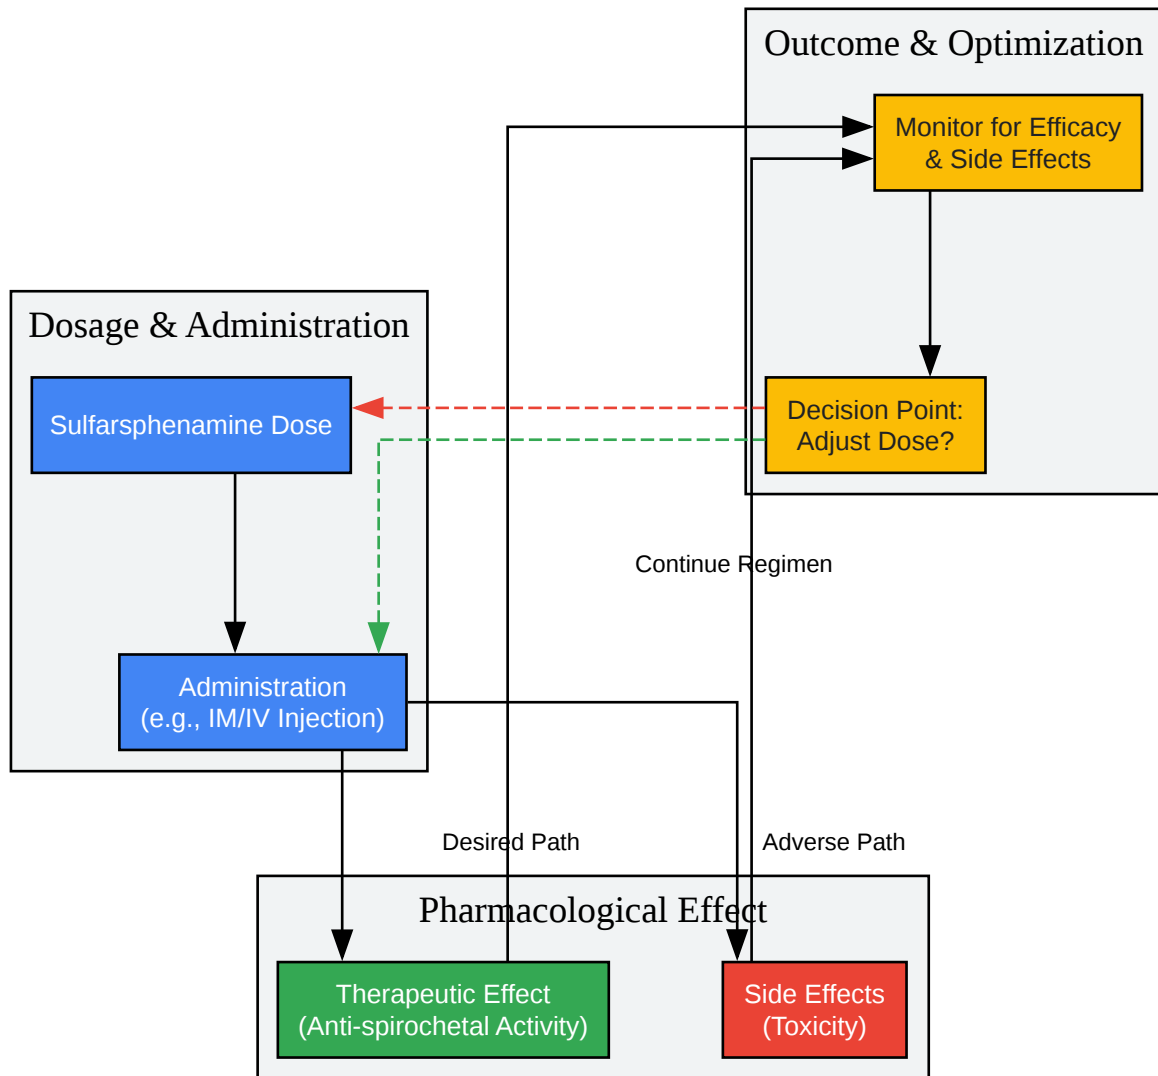 Outcome & Optimization
Monitor for Efficacy
& Side Effects
Dosage & Administration
Sulfarsphenamine Dose
Decision Point:
Adjust Dose?
Continue Regimen
Administration
(e.g., IM/IV Injection)
Desired Path
Adverse Path
Pharmacological Effect
Therapeutic Effect
(Anti-spirochetal Activity)
Side Effects
(Toxicity)